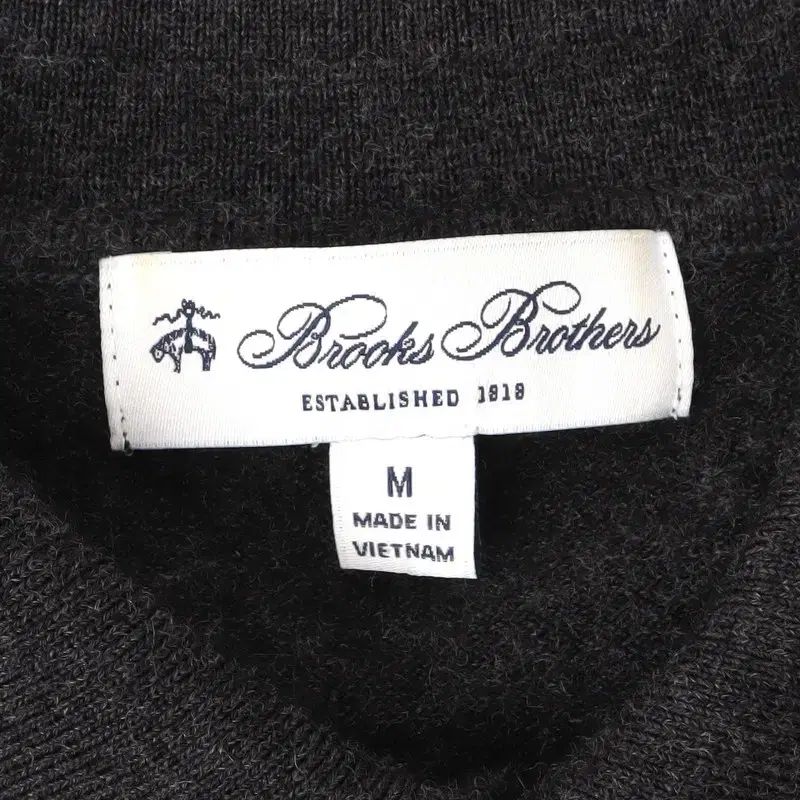 Brooks Brothers
ESTABLISHED 1818
M
MADE IN
VIETNAM